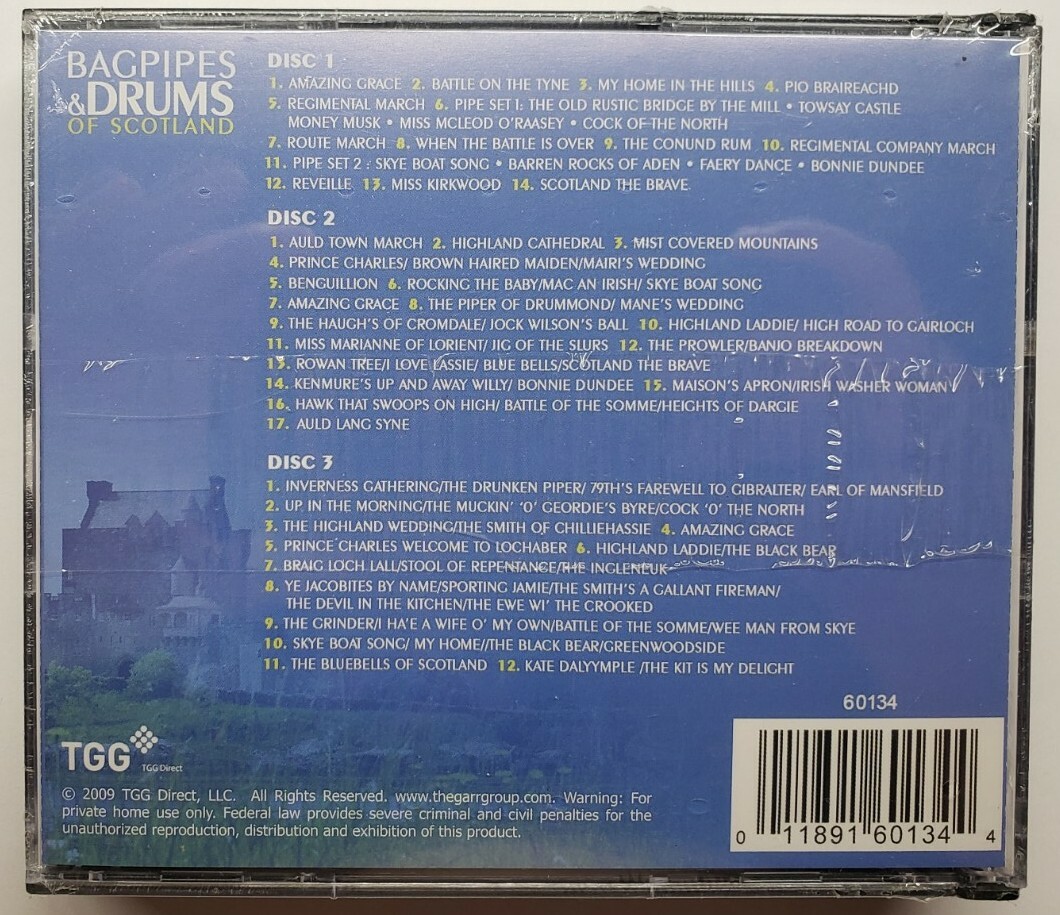 BAGPIPES
&DRUMS
OF SCOTLAND
DISC 1
1. AMAZING GRACE 2. BATTLE ON THE TYNE 3. MY HOME IN THE HILLS 4. PIO BRAIREACHD
5. REGIMENTAL MARCH 6. PIPE SET I: THE OLD RUSTIC BRIDGE BY THE MILL • TOWSAY CASTLE
MONEY MUSK • MISS MCLEOD O'RAASEY • COCK OF THE NORTH
7. ROUTE MARCH 8. WHEN THE BATTLE IS OVER 9. THE CONUND RUM 10. REGIMENTAL COMPANY MARCH
11. PIPE SET 2 : SKYE BOAT SONG • BARREN ROCKS OF ADEN • FAERY DANCE • BONNIE DUNDEE
12. REVEILLE 13. MISS KIRKWOOD 14. SCOTLAND THE BRAVE
DISC 2
1. AULD TOWN MARCH 2. HIGHLAND CATHEDRAL 3. MIST COVERED MOUNTAINS
4. PRINCE CHARLES/ BROWN HAIRED MAIDEN/MAIRI'S WEDDING
5. BENGUILLION 6. ROCKING THE BABY/MAC AN IRISH/ SKYE BOAT SONG
7. AMAZING GRACE 8. THE PIPER OF DRUMMOND/ MANE'S WEDDING
9. THE HAUGH'S OF CROMDALE/ JOCK WILSON'S BALL 10. HIGHLAND LADDIE/ HIGH ROAD TO GAIRLOCH
11. MISS MARIANNE OF LORIENT/ JIG OF THE SLURS 12. THE PROWLER/BANJO BREAKDOWN
13. ROWAN TREE/I LOVE LASSIE/ BLUE BELLS/SCOTLAND THE BRAVE
14. KENMURE'S UP AND AWAY WILLY/ BONNIE DUNDEE 15. MAISON'S APRON/IRISH WASHER WOMAN
16. HAWK THAT SWOOPS ON HIGH/ BATTLE OF THE SOMME/HEIGHTS OF DARGIE
17. AULD LANG SYNE
DISC 3
1. INVERNESS GATHERING/THE DRUNKEN PIPER/ 79TH'S FAREWELL TO GIBRALTER/ EARL OF MANSFIELD
2. UP IN THE MORNING/THE MUCKIN' 'O' GEORDIE'S BYRE/COCK 'O' THE NORTH
3. THE HIGHLAND WEDDING/THE SMITH OF CHILLIEHASSIE 4. AMAZING GRACE
5. PRINCE CHARLES WELCOME TO LOCHABER 6. HIGHLAND LADDIE/THE BLACK BEAR
7. BRAIG LOCH LALL/STOOL OF REPENTANCE/THE INGLENEUK
8. YE JACOBITES BY NAME/SPORTING JAMIE/THE SMITH'S A GALLANT FIREMAN/
THE DEVIL IN THE KITCHEN/THE EWE WI' THE CROOKED
9. THE GRINDER/I HA'E A WIFE O' MY OWN/BATTLE OF THE SOMME/WEE MAN FROM SKYE
10. SKYE BOAT SONG/ MY HOME//THE BLACK BEAR/GREENWOODSIDE
11. THE BLUEBELLS OF SCOTLAND 12. KATE DALYYMPLE /THE KIT IS MY DELIGHT
60134
TGG
TGG Direct
© 2009 TGG Direct, LLC. All Rights Reserved. www.thegarrgroup.com. Warning: For
private home use only. Federal law provides severe criminal and civil penalties for the
unauthorized reproduction, distribution and exhibition of this product.
0 11891 60134 4